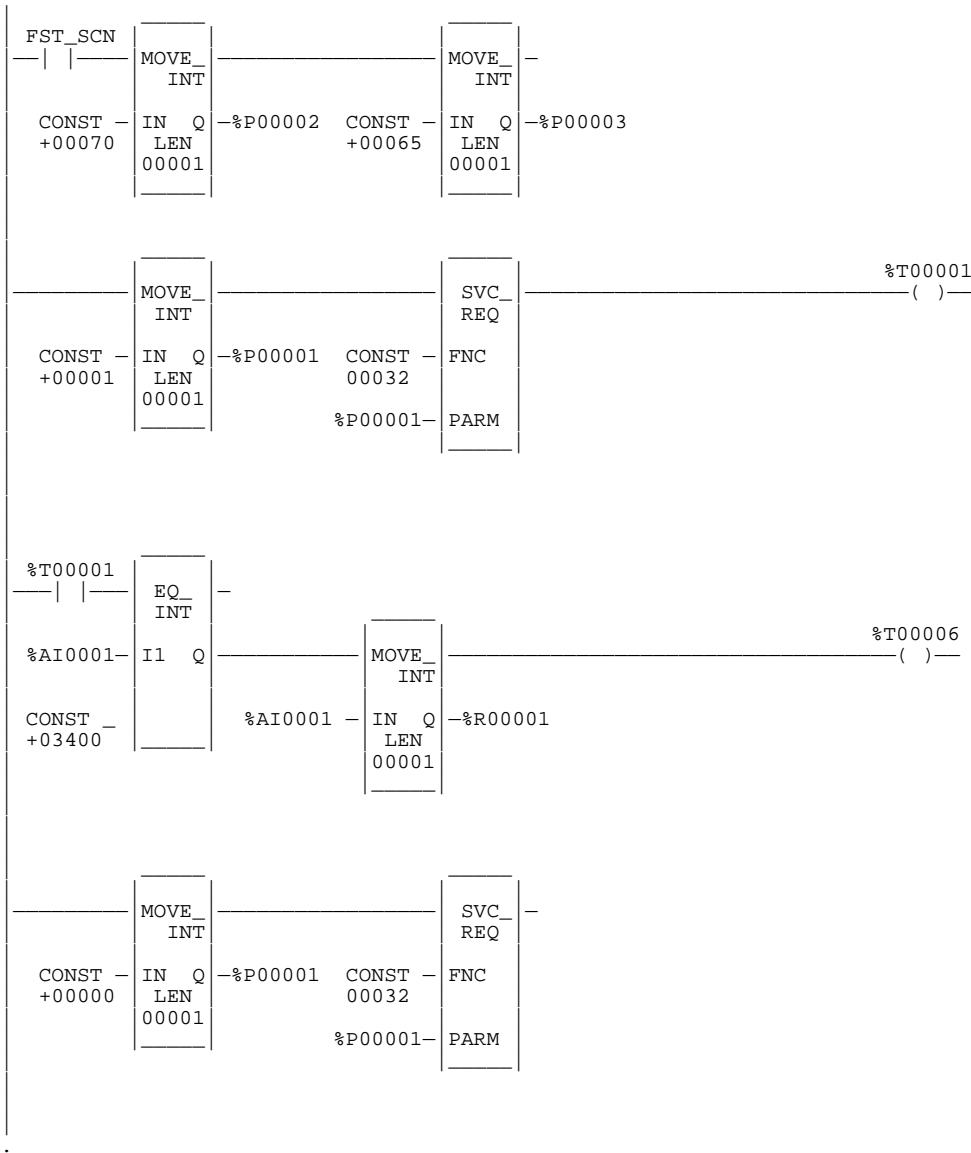 FST_SCN
MOVE_ MOVE_
INT INT
CONST IN Q %P00002 CONST IN Q %P00003
+00070 LEN +00065 LEN
00001 00001
%T00001
MOVE_ SVC_ ( )
INT REQ
CONST IN Q %P00001 CONST FNC
+00001 LEN 00032
00001
%P00001 PARM
%T00001
EQ_
INT
%T00006
%AI0001 I1 Q MOVE_ ( )
INT
CONST %AI0001 IN Q %R00001
+03400 LEN
00001
MOVE_ SVC_
INT REQ
CONST IN Q %P00001 CONST FNC
+00000 LEN 00032
00001
%P00001 PARM